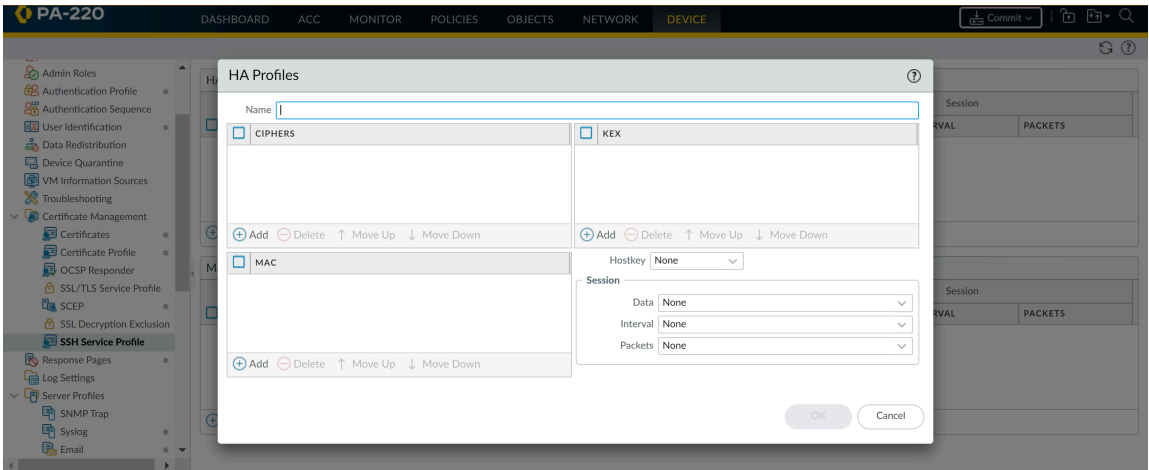 PA-220
DASHBOARD ACC MONITOR POLICIES OBJECTS NETWORK DEVICE
Commit
Admin Roles
Authentication Profile
Authentication Sequence
User Identification
Data Redistribution
Device Quarantine
VM Information Sources
Troubleshooting
Certificate Management
Certificates
Certificate Profile
OCSP Responder
SSL/TLS Service Profile
SCEP
SSL Decryption Exclusion
SSH Service Profile
Response Pages
Log Settings
Server Profiles
SNMP Trap
Syslog
Email
HA
M
HA Profiles
Name
CIPHERS
Add Delete Move Up Move Down
KEX
Add Delete Move Up Move Down
MAC
Add Delete Move Up Move Down
Hostkey None
Session
Data None
Interval None
Packets None
OK Cancel
Session
RVAL PACKETS
Session
RVAL PACKETS